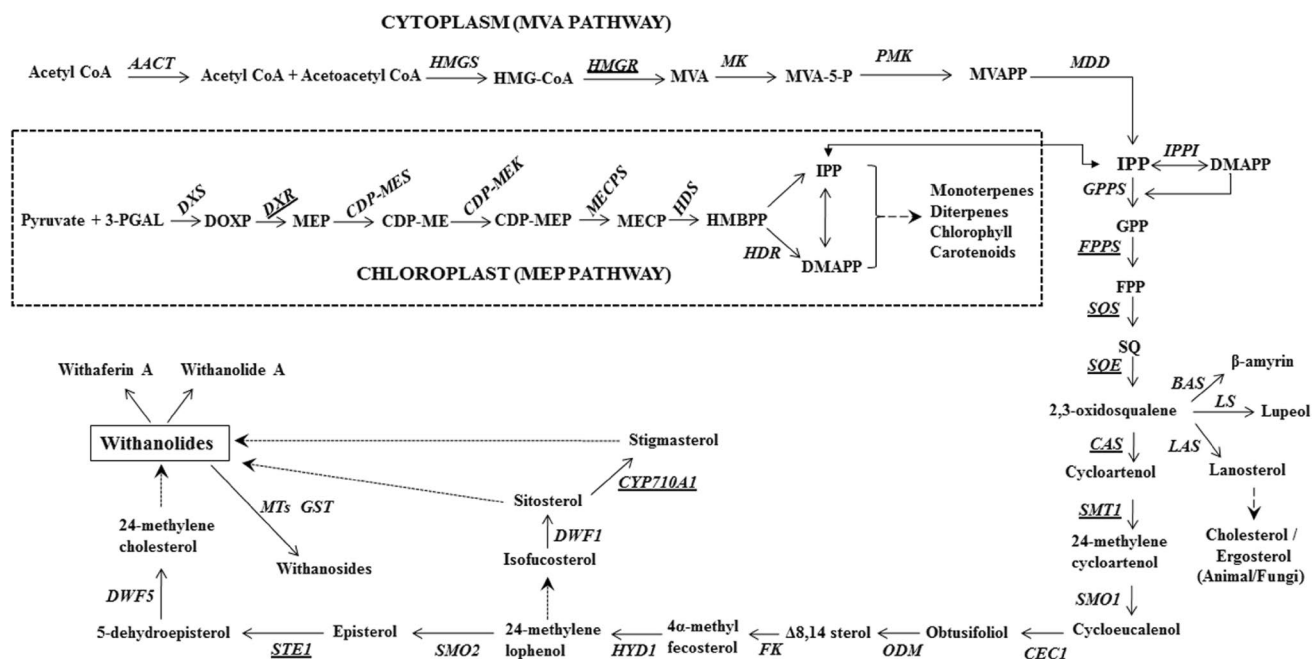 CYTOPLASM (MVA PATHWAY)
Acetyl CoA
AACT
Acetyl CoA + Acetoacetyl CoA
HMGS
HMG-CoA
HMGR
MVA
MK
MVA-5-P
PMK
MVAPP
MDD
Pyruvate + 3-PGAL
DXS
DOXP
DXR
MEP
CDP-MES
CDP-ME
CDP-MEK
CDP-MEP
MECPS
MECP
HDS
HMBPP
HDR
IPP
DMAPP
Monoterpenes
Diterpenes
Chlorophyll
Carotenoids
CHLOROPLAST (MEP PATHWAY)
IPP
IPPI
DMAPP
GPPS
GPP
FPPS
FPP
SQS
SQ
SQE
2,3-oxidosqualene
BAS
β-amyrin
LS
Lupeol
LAS
Lanosterol
Cholesterol /
Ergosterol
(Animal/Fungi)
CAS
Cycloartenol
SMT1
24-methylene
cycloartenol
SMO1
Cycloeucalenol
CEC1
Obtusifoliol
ODM
Δ8,14 sterol
FK
4α-methyl
fecosterol
HYD1
24-methylene
lophenol
SMO2
Episterol
STE1
5-dehydroepisterol
DWF5
24-methylene
cholesterol
Isofucosterol
DWF1
Sitosterol
CYP710A1
Stigmasterol
Withanolides
Withaferin A
Withanolide A
MTs GST
Withanosides